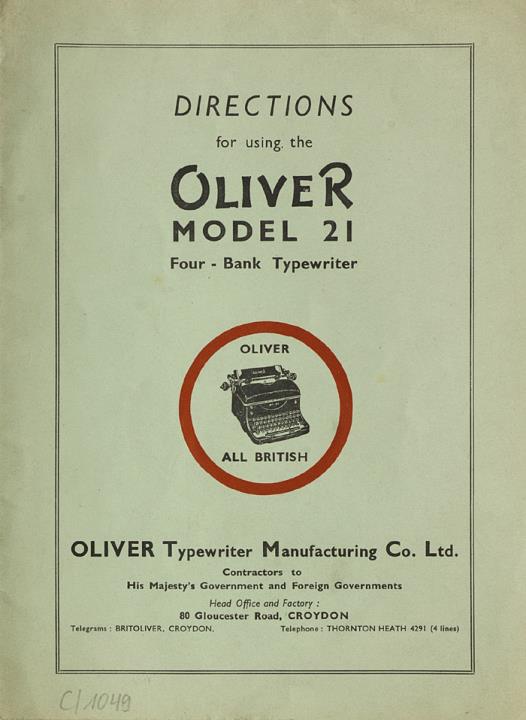 DIRECTIONS
for using. the
OLIVER
MODEL 21
Four - Bank Typewriter
OLIVER
ALL BRITISH
OLIVER Typewriter Manufacturing Co. Ltd.
Contractors to
His Majesty's Government and Foreign Governments
Head Office and Factory :
80 Gloucester Road, CROYDON
Telegrams : BRITOLIVER, CROYDON. Telephone : THORNTON HEATH 4291 (4 lines)
C/1049